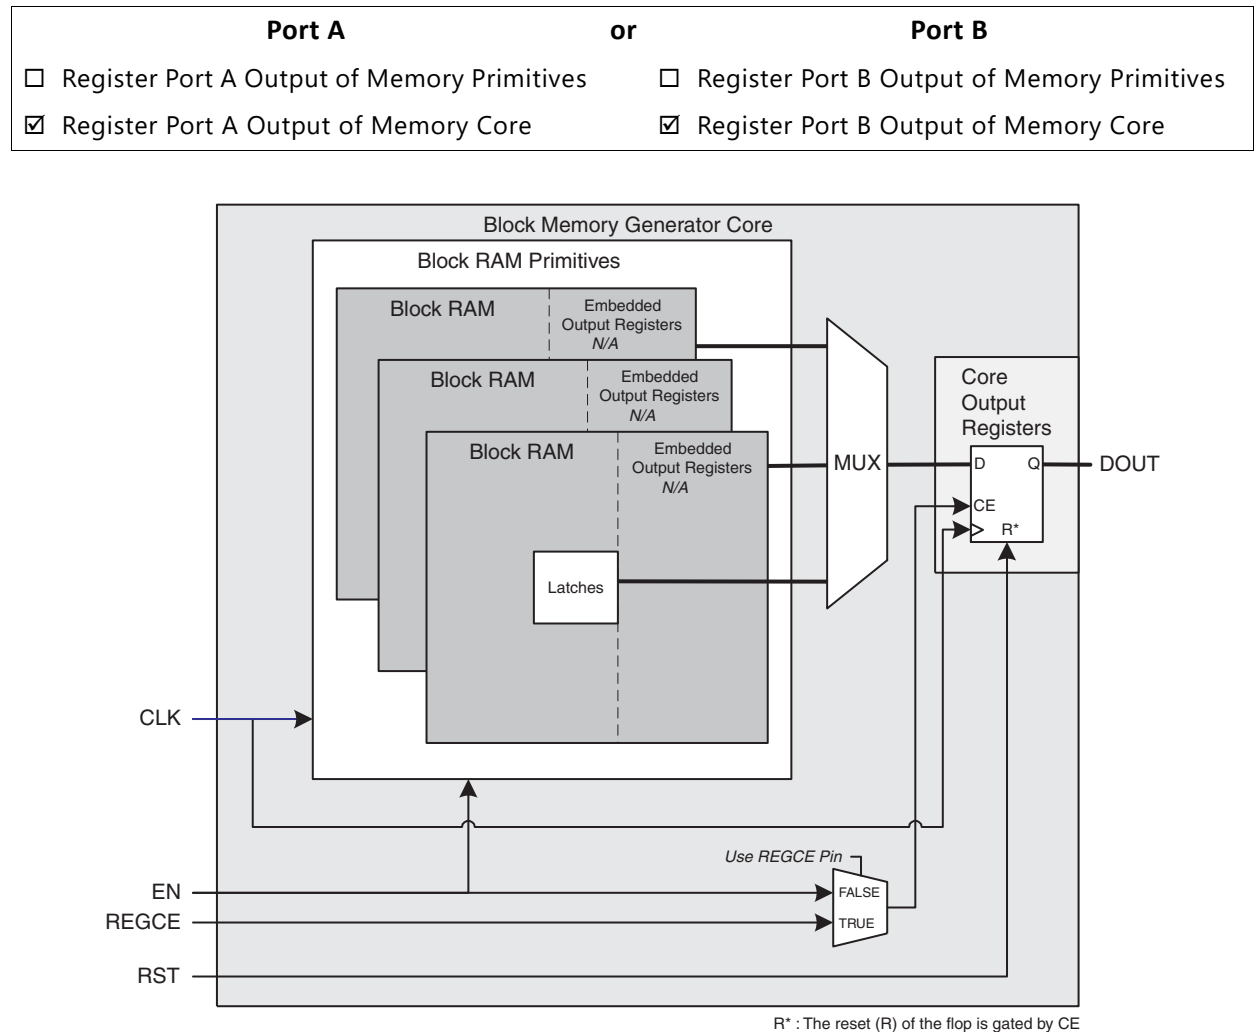 Port A or Port B
☐ Register Port A Output of Memory Primitives ☐ Register Port B Output of Memory Primitives
☑ Register Port A Output of Memory Core ☑ Register Port B Output of Memory Core
Block Memory Generator Core
Block RAM Primitives
Block RAM
Embedded
Output Registers
N/A
Block RAM
Embedded
Output Registers
N/A
Block RAM
Embedded
Output Registers
N/A
Latches
MUX
Core
Output
Registers
D Q
CE
R*
DOUT
CLK
Use REGCE Pin
EN
FALSE
REGCE
TRUE
RST
R* : The reset (R) of the flop is gated by CE